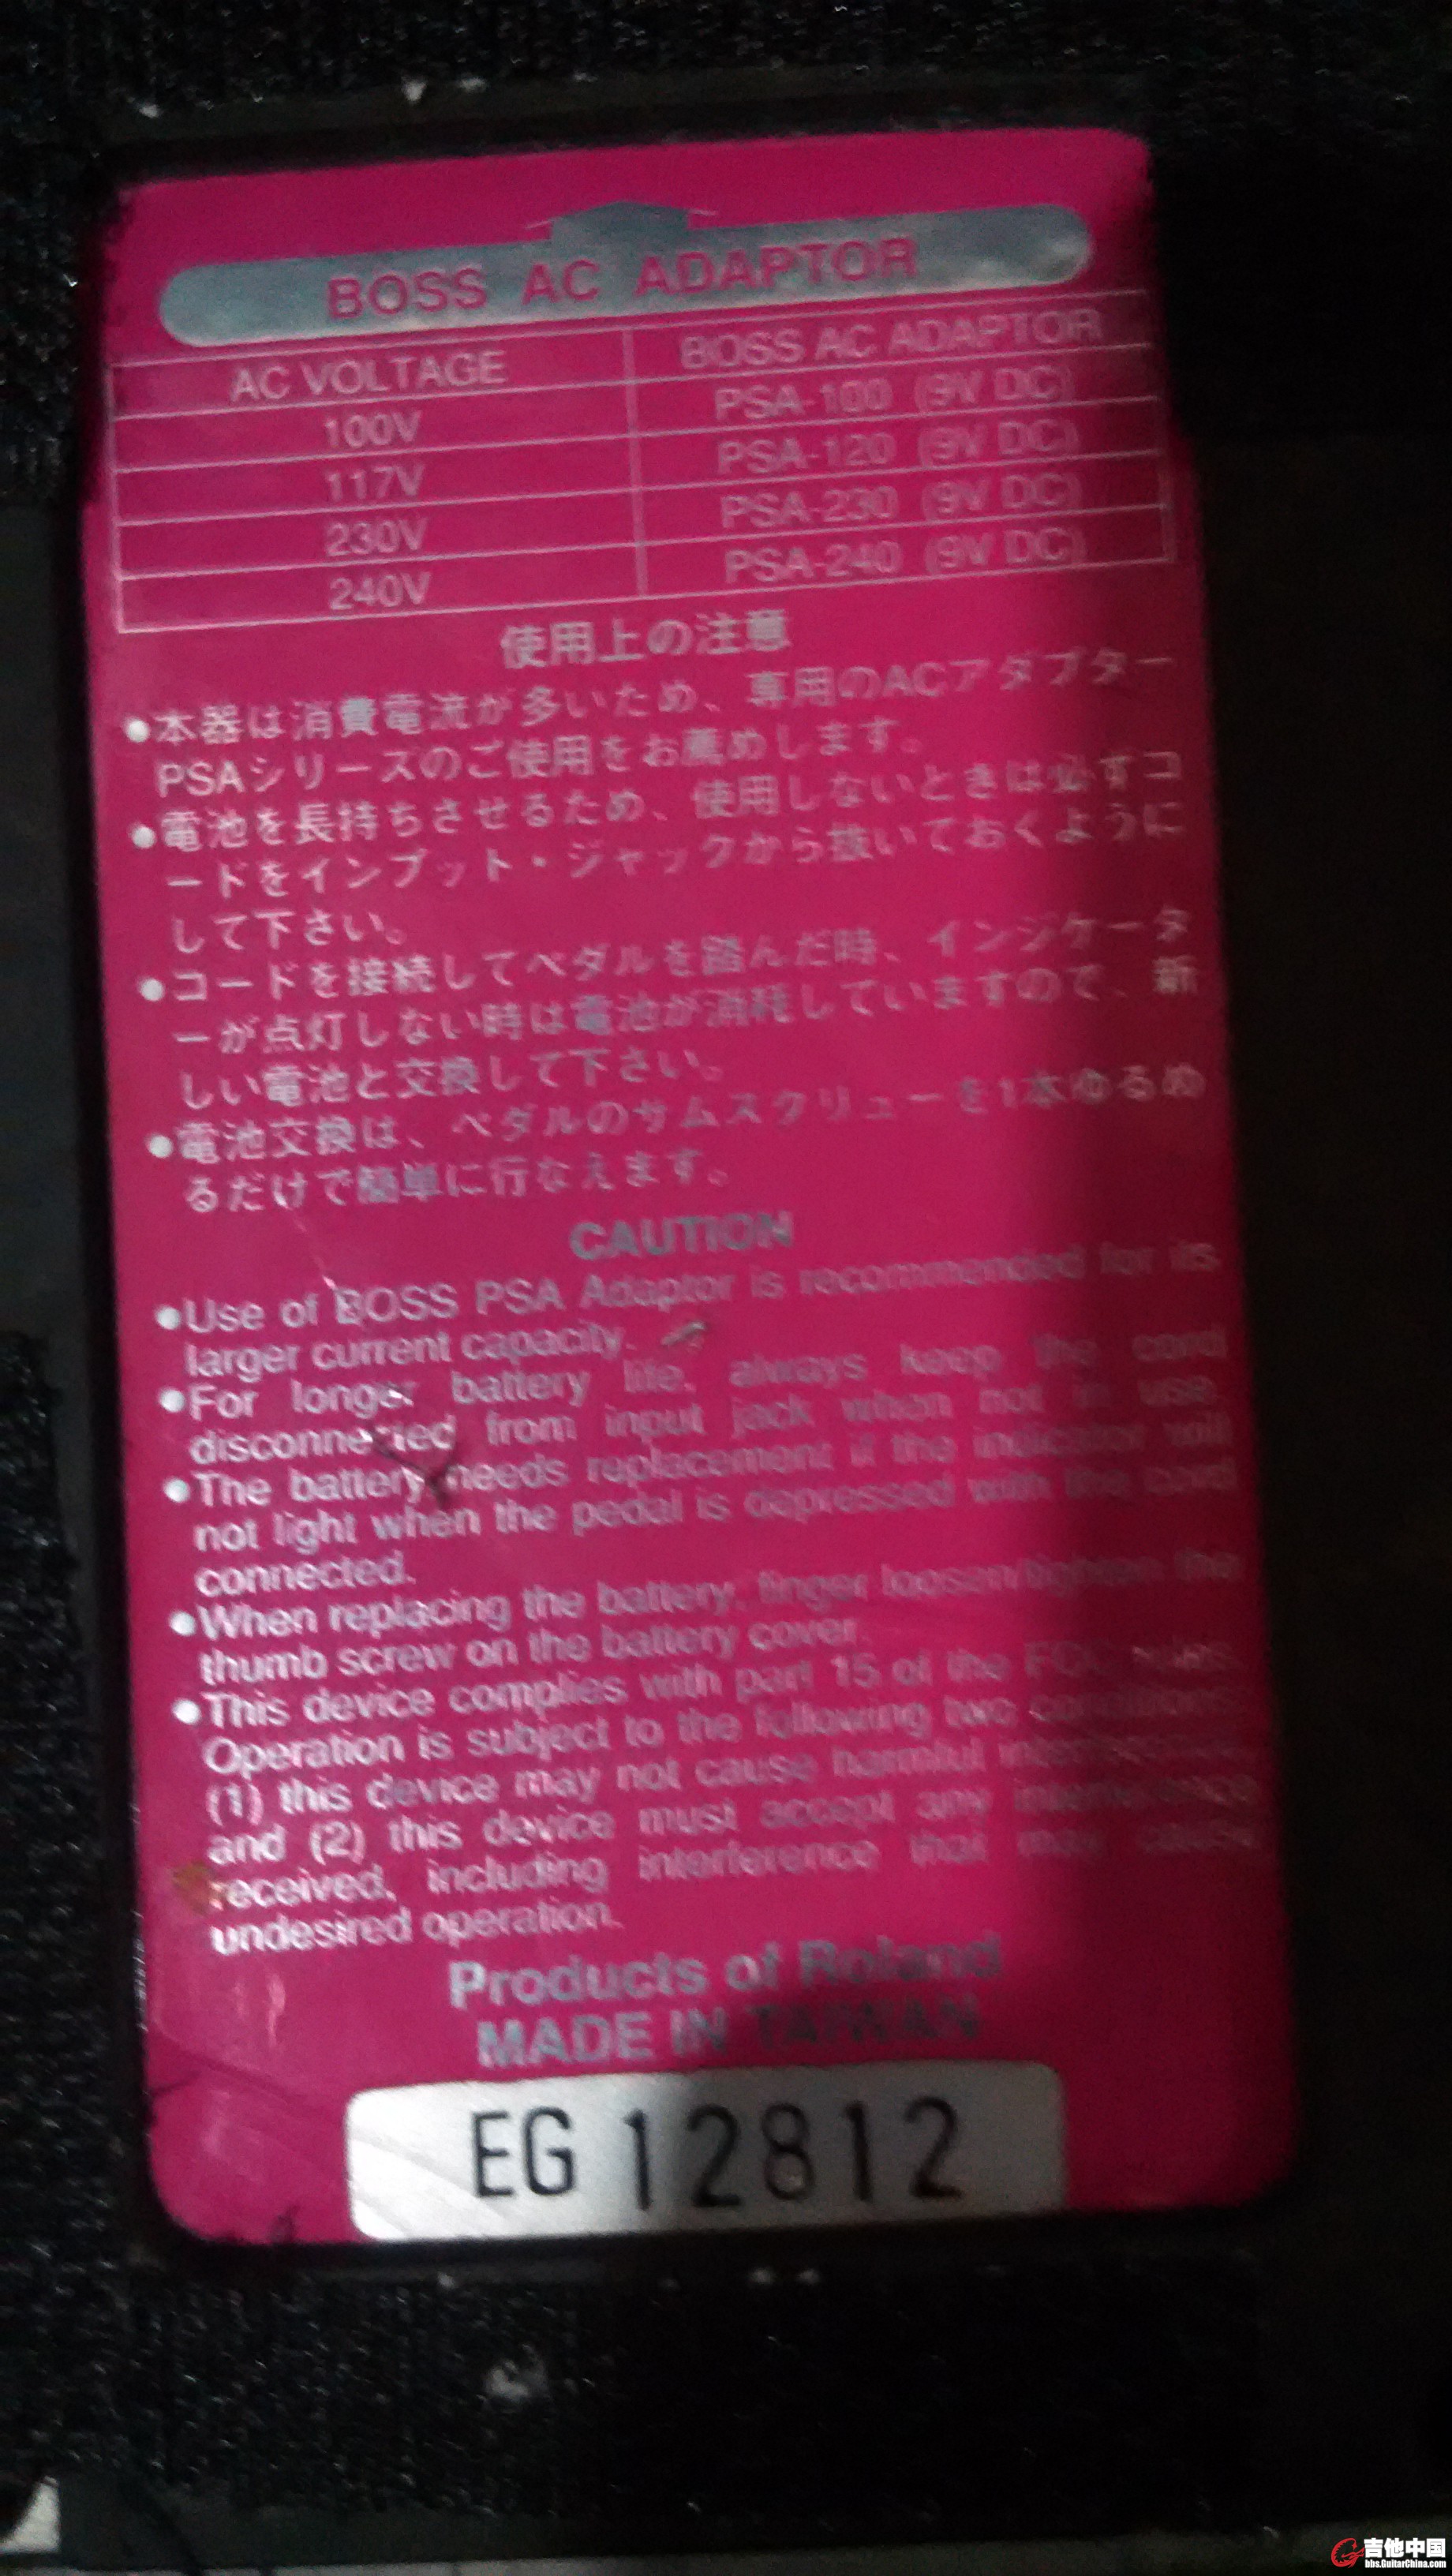 BOSS AC ADAPTOR
AC VOLTAGE BOSS AC ADAPTOR
100V PSA-100 (9V DC)
117V PSA-120 (9V DC)
230V PSA-230 (9V DC)
240V PSA-240 (9V DC)
使用上の注意
●本器は消費電流が多いため、専用のACアダプター
PSAシリーズのご使用をお薦めします。
●電池を長持ちさせるため、使用しないときは必ずコ
ードをインプット・ジャックから抜いておくように
して下さい。
●コードを接続してペダルを踏んだ時、インジケータ
ーが点灯しない時は電池が消耗していますので、新
しい電池と交換して下さい。
●電池交換は、ペダルのサムスクリューを1本ゆるめ
るだけで簡単に行なえます。
CAUTION
●Use of BOSS PSA Adaptor is recommended for its
larger current capacity.
●For longer battery life, always keep the cord
disconnected from input jack when not in use.
●The battery needs replacement if the indicator will
not light when the pedal is depressed with the cord
connected.
●When replacing the battery, finger loosen/tighten the
thumb screw on the battery cover.
●This device complies with part 15 of the FCC rules.
Operation is subject to the following two conditions:
(1) this device may not cause harmful interference,
and (2) this device must accept any interference
received, including interference that may cause
undesired operation.
Products of Roland
MADE IN TAIWAN
EG 12812
吉他中国
bbs.GuitarChina.com